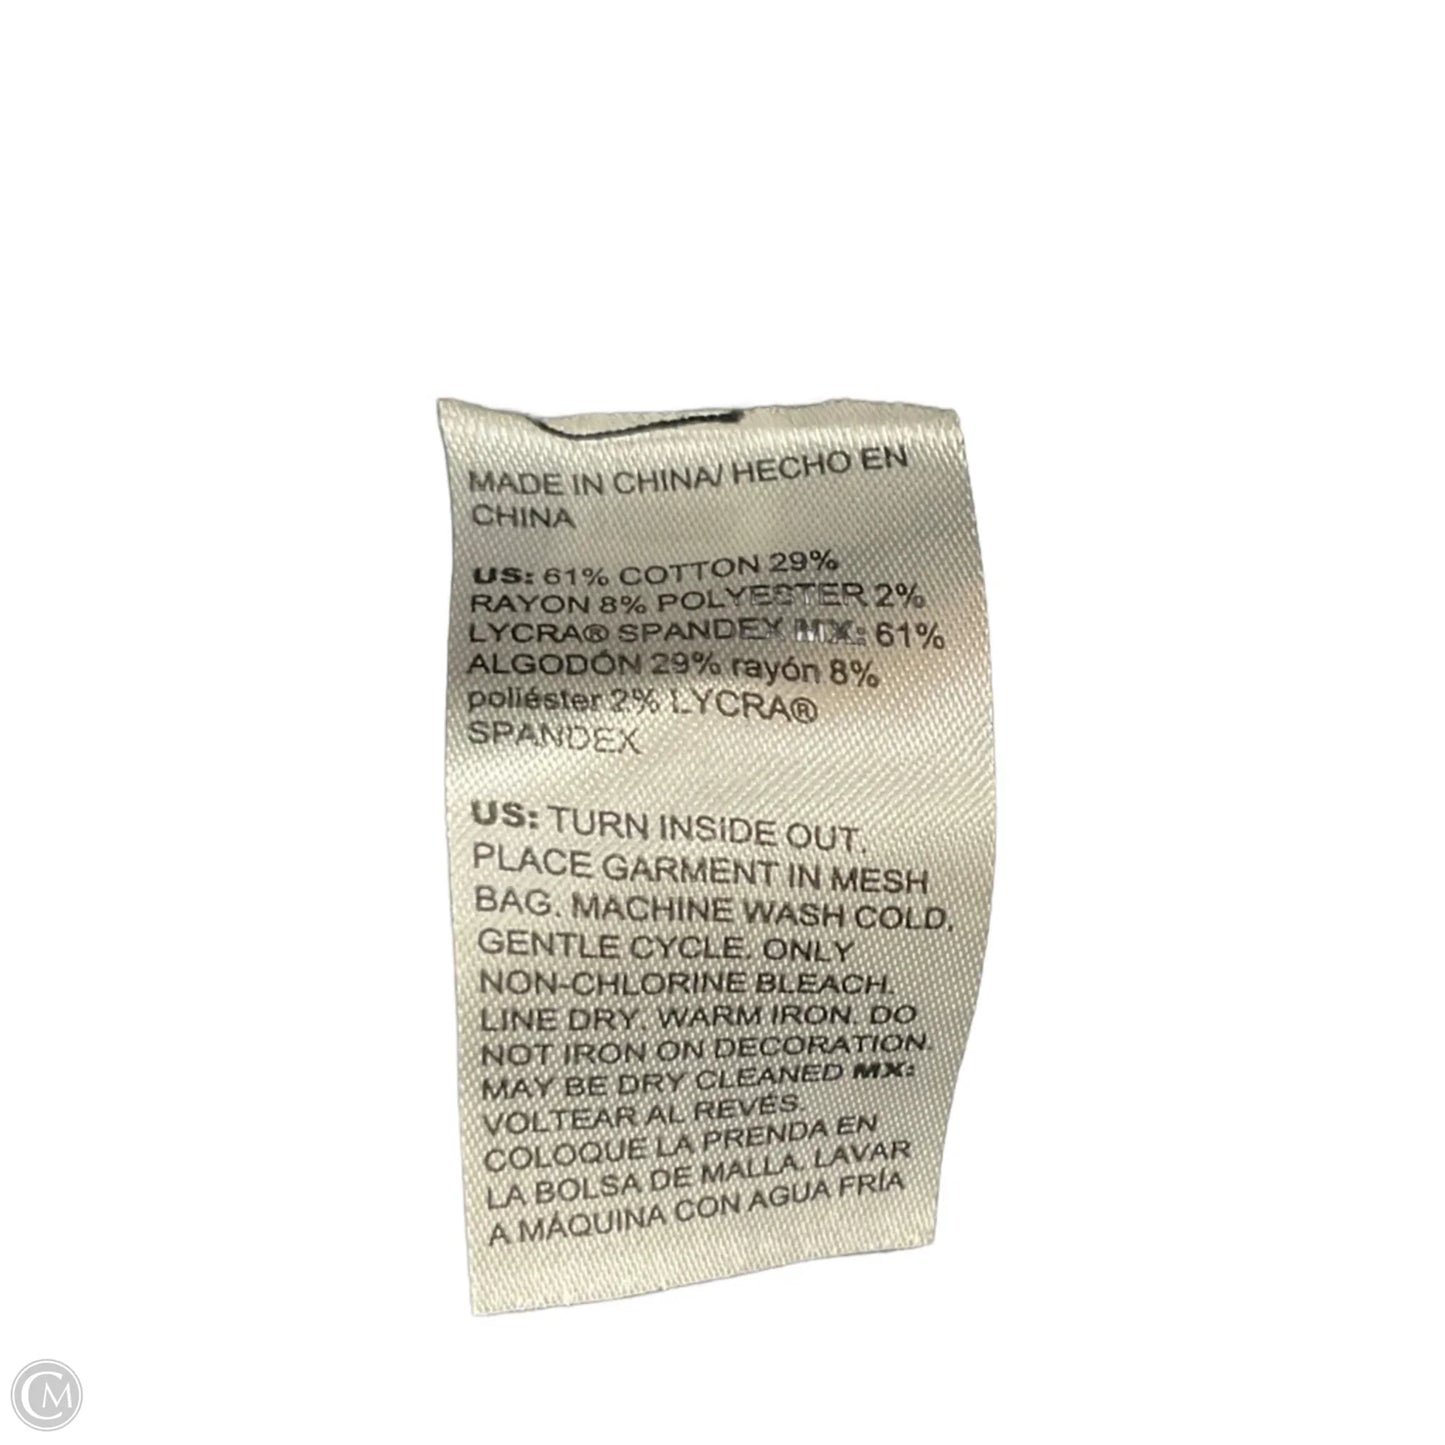 MADE IN CHINA/ HECHO EN
CHINA
US: 61% COTTON 29%
RAYON 8% POLYESTER 2%
LYCRA® SPANDEX MX: 61%
ALGODÓN 29% rayón 8%
poliéster 2% LYCRA®
SPANDEX
US: TURN INSIDE OUT.
PLACE GARMENT IN MESH
BAG. MACHINE WASH COLD,
GENTLE CYCLE. ONLY
NON-CHLORINE BLEACH.
LINE DRY. WARM IRON. DO
NOT IRON ON DECORATION.
MAY BE DRY CLEANED MX:
VOLTEAR AL REVÉS.
COLOQUE LA PRENDA EN
LA BOLSA DE MALLA. LAVAR
A MÁQUINA CON AGUA FRÍA
CM